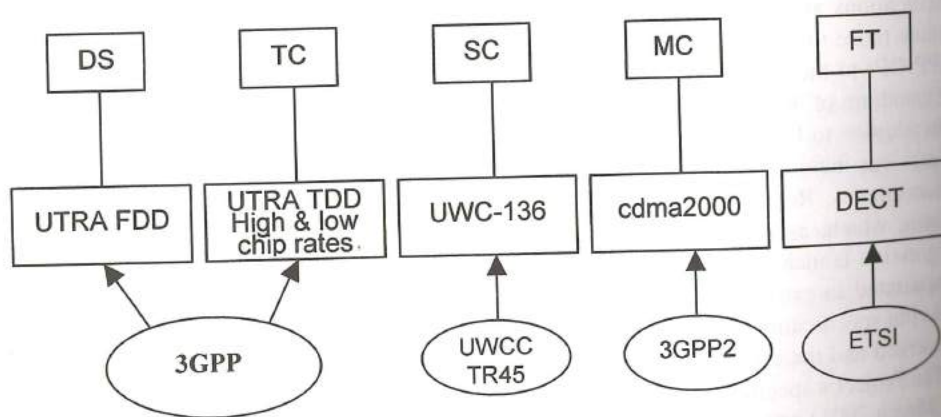 DS
TC
SC
MC
FT
UTRA FDD
UTRA TDD
High & low
chip rates
UWC-136
cdma2000
DECT
3GPP
UWCC
TR45
3GPP2
ETSI